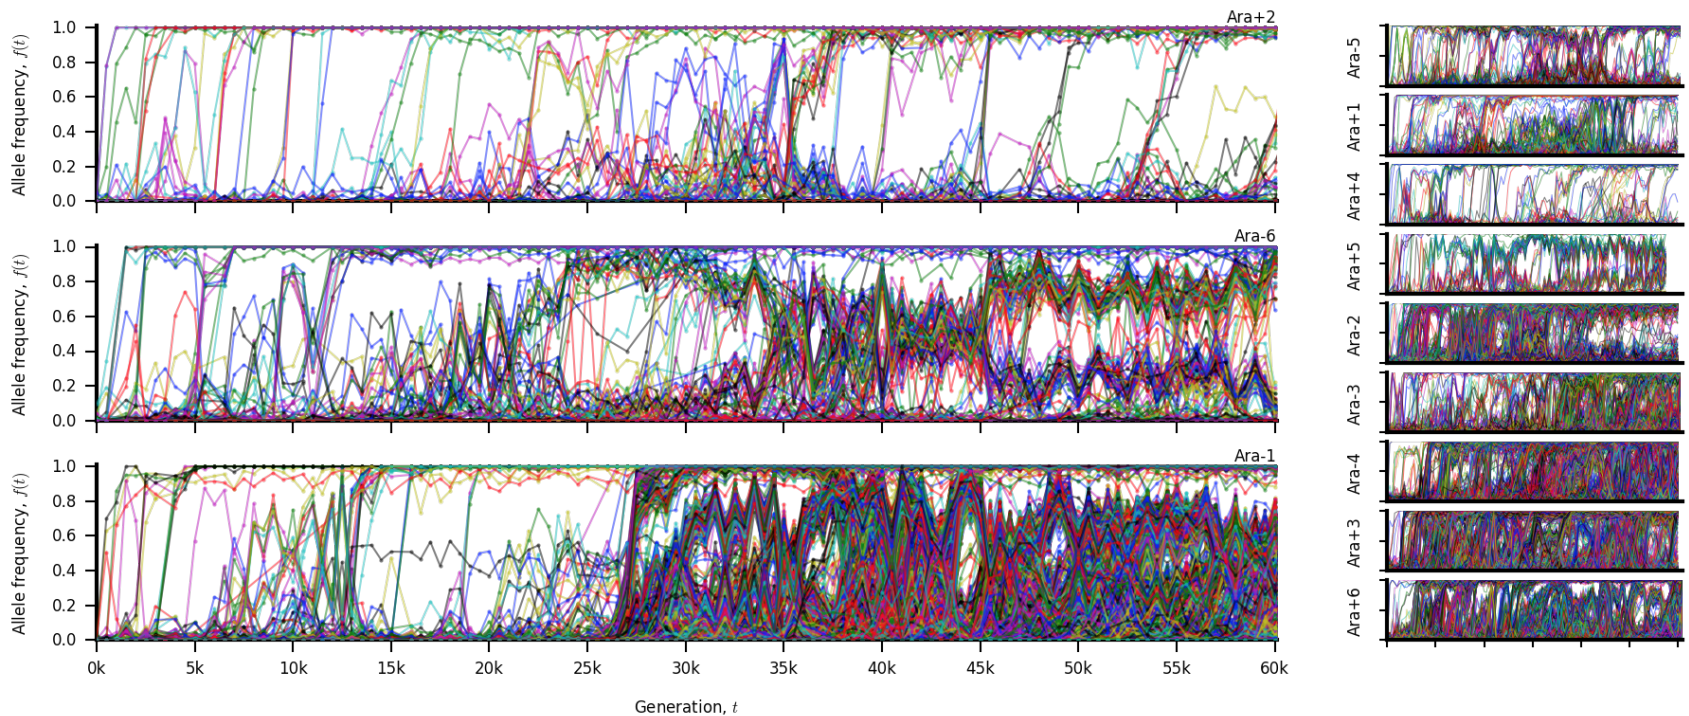 Ara+2
Allele frequency, f(t)
1.0
0.8
0.6
0.4
0.2
0.0
Ara-6
Allele frequency, f(t)
1.0
0.8
0.6
0.4
0.2
0.0
Ara-1
Allele frequency, f(t)
1.0
0.8
0.6
0.4
0.2
0.0
0k 5k 10k 15k 20k 25k 30k 35k 40k 45k 50k 55k 60k
Generation, t
Ara-5
Ara+1
Ara+4
Ara+5
Ara-2
Ara-3
Ara-4
Ara+3
Ara+6